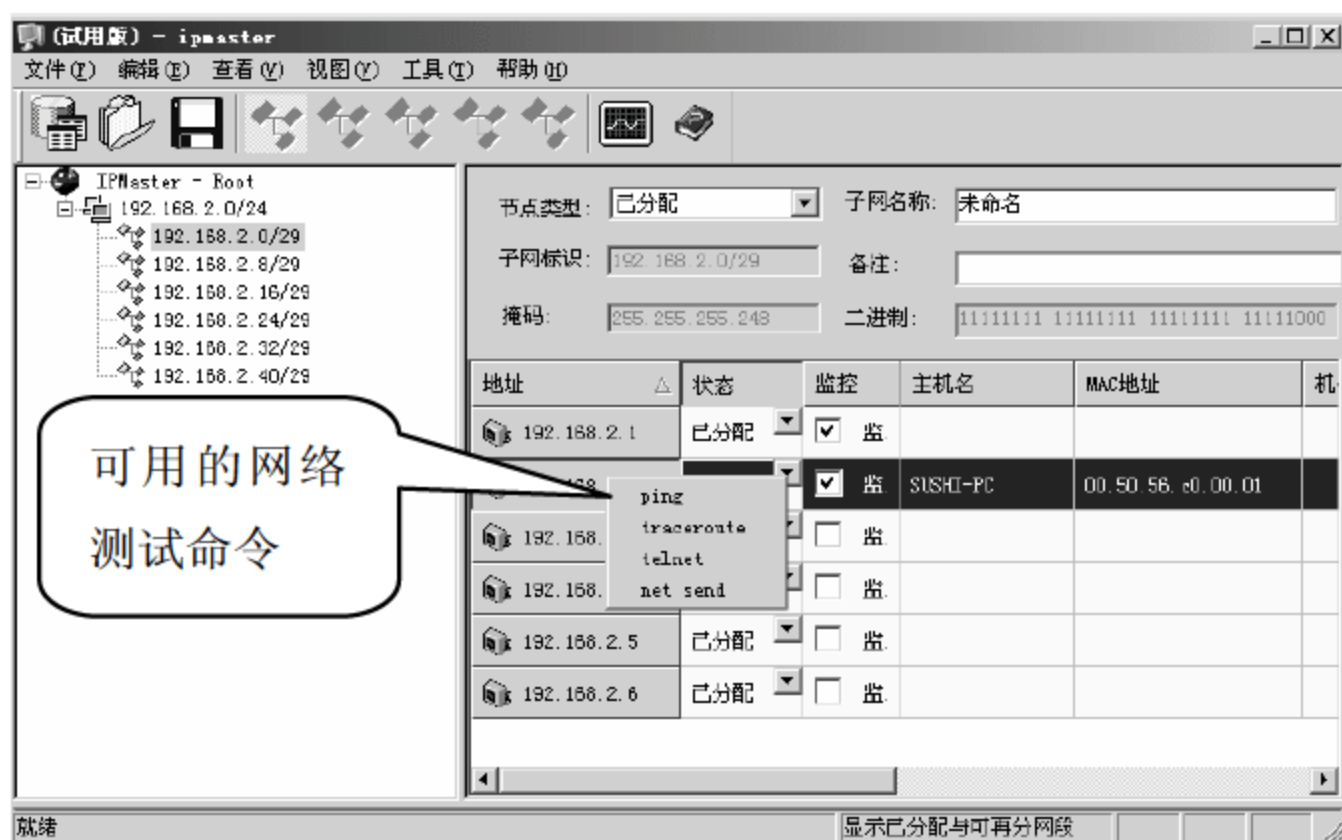 (试用版) - ipmaster
文件(F) 编辑(E) 查看(V) 视图(V) 工具(T) 帮助(H)
IPMaster - Root
192.168.2.0/24
192.168.2.0/29
192.168.2.8/29
192.168.2.16/29
192.168.2.24/29
192.168.2.32/29
192.168.2.40/29
可用的网络
测试命令
节点类型: 已分配 子网名称: 未命名
子网标识: 192.168.2.0/29 备注:
掩码: 255.255.255.248 二进制: 11111111 11111111 11111111 11111000
地址 状态 监控 主机名 MAC地址 机
192.168.2.1 已分配 监.
监. SUSHI-PC 00.50.56.c0.00.01
192.168. 监.
192.168. 监.
192.168.2.5 已分配 监.
192.168.2.6 已分配 监.
ping
traceroute
telnet
net send
就绪 显示已分配与可再分网段